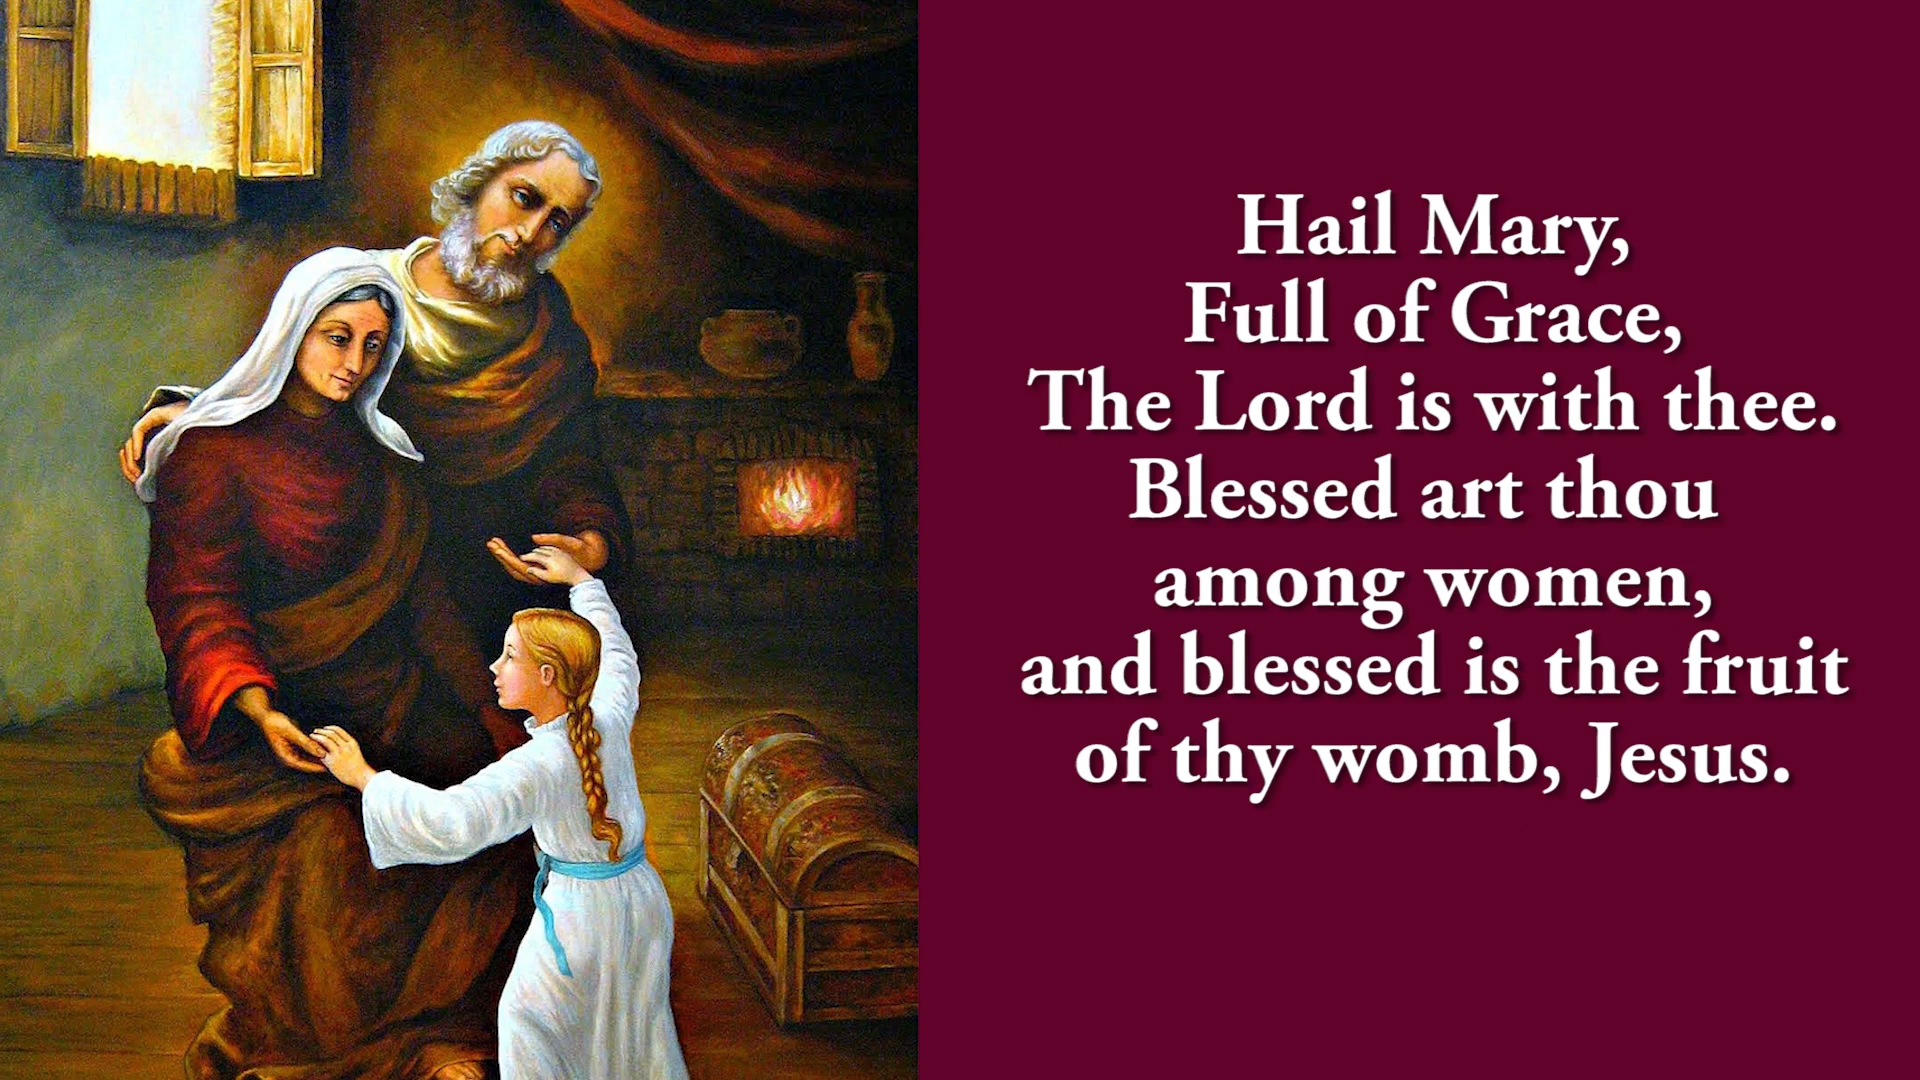 Hail Mary,
Full of Grace,
The Lord is with thee.
Blessed art thou
among women,
and blessed is the fruit
of thy womb, Jesus.